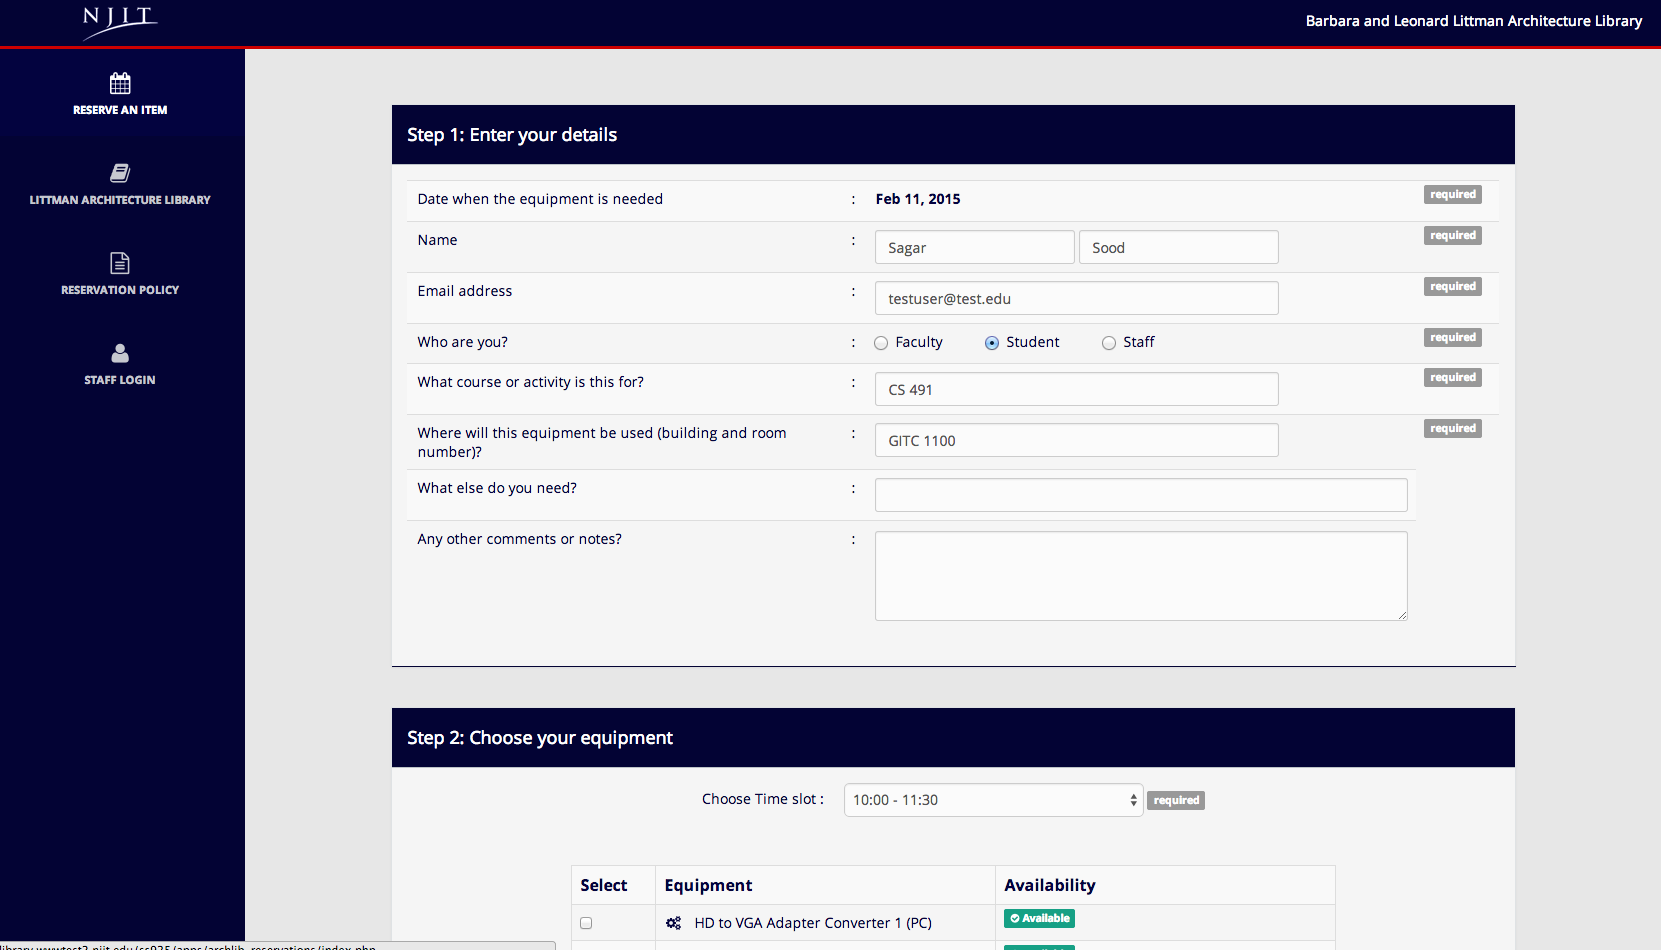 NJIT
Barbara and Leonard Littman Architecture Library
RESERVE AN ITEM
LITTMAN ARCHITECTURE LIBRARY
RESERVATION POLICY
STAFF LOGIN
Step 1: Enter your details
Date when the equipment is needed : Feb 11, 2015 required
Name : Sagar Sood required
Email address : testuser@test.edu required
Who are you? : Faculty Student Staff required
What course or activity is this for? : CS 491 required
Where will this equipment be used (building and room
number)? : GITC 1100 required
What else do you need? :
Any other comments or notes? :
Step 2: Choose your equipment
Choose Time slot : 10:00 - 11:30 required
Select Equipment Availability
HD to VGA Adapter Converter 1 (PC) Available